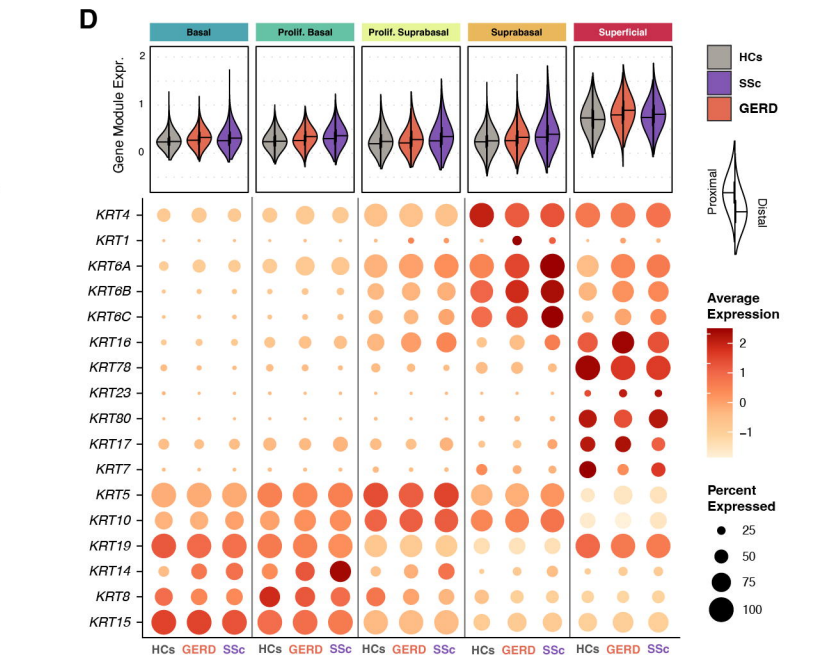 D
Basal Prolif. Basal Prolif. Suprabasal Suprabasal Superficial
Gene Module Expr.
2
1
0
HCs
SSc
GERD
Proximal
Distal
KRT4
KRT1
KRT6A
KRT6B
KRT6C
KRT16
KRT78
KRT23
KRT80
KRT17
KRT7
KRT5
KRT10
KRT19
KRT14
KRT8
KRT15
HCs GERD SSc HCs GERD SSc HCs GERD SSc HCs GERD SSc HCs GERD SSc
Average
Expression
2
1
0
−1
Percent
Expressed
25
50
75
100